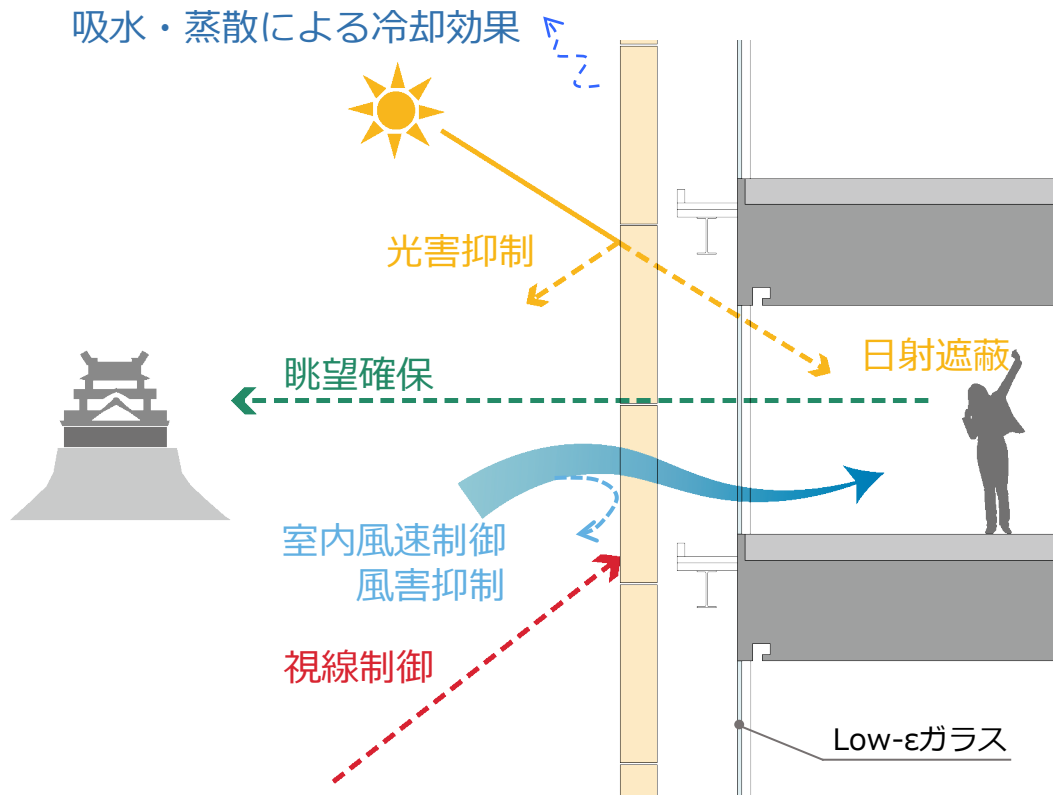 吸水・蒸散による冷却効果
光害抑制
日射遮蔽
眺望確保
室内風速制御
風害抑制
視線制御
Low-εガラス